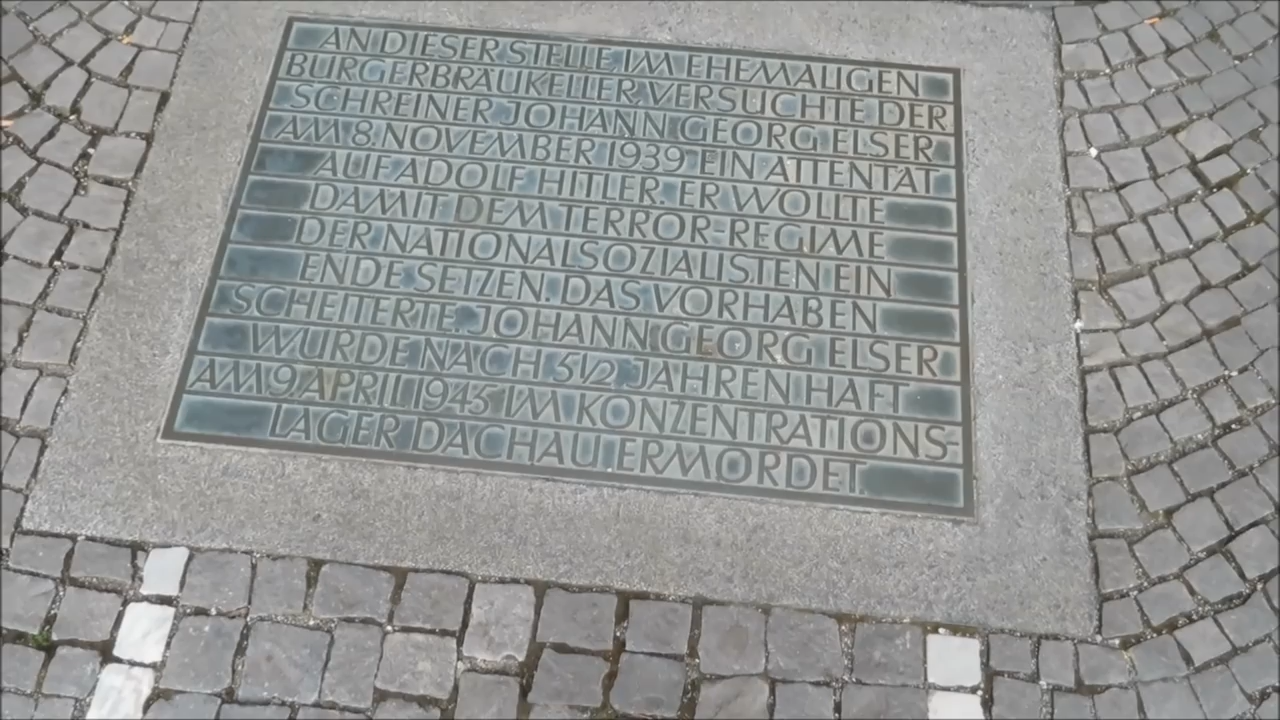 AN DIESER STELLE IM EHEMALIGEN
BÜRGERBRÄUKELLER VERSUCHTE DER
SCHREINER JOHANN GEORG ELSER
AM 8. NOVEMBER 1939 EIN ATTENTAT
AUF ADOLF HITLER. ER WOLLTE
DAMIT DEM TERROR-REGIME
DER NATIONALSOZIALISTEN EIN
ENDE SETZEN. DAS VORHABEN
SCHEITERTE. JOHANN GEORG ELSER
WURDE NACH 5 1/2 JAHREN HAFT
AM 9. APRIL 1945 IM KONZENTRATIONS-
LAGER DACHAU ERMORDET.